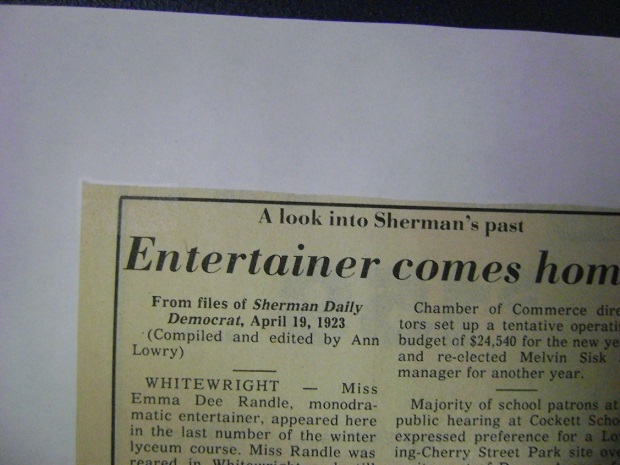 A look into Sherman's past
Entertainer comes hom
From files of Sherman Daily
Democrat, April 19, 1923
(Compiled and edited by Ann
Lowry)
WHITEWRIGHT — Miss
Emma Dee Randle, monodra-
matic entertainer, appeared here
in the last number of the winter
lyceum course. Miss Randle was
reared in Whitewright
Chamber of Commerce dire
tors set up a tentative operati
budget of $24,540 for the new ye
and re-elected Melvin Sisk
manager for another year.
Majority of school patrons at
public hearing at Cockett Scho
expressed preference for a Lo
ing-Cherry Street Park site ov